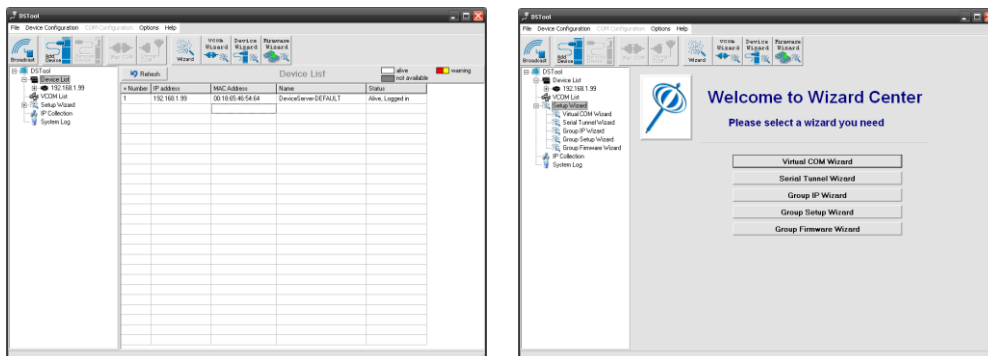 DSTool
File Device Configuration COM Configuration Options Help
Broadcast Add Device Wizard Vcom Wizard Device Wizard Firmware Wizard
DSTool
Device List
192.168.1.99
VCOM List
Setup Wizard
IP Collection
System Log
Refresh Device List alive warning
not available
Number IP address MAC Address Name Status
1 192.168.1.99 00:18:65:46:54:64 DeviceServer-DEFAULT Alive, Logged in
DSTool
File Device Configuration COM Configuration Options Help
Broadcast Add Device Wizard Vcom Wizard Device Wizard Firmware Wizard
DSTool
Device List
192.168.1.99
VCOM List
Setup Wizard
Virtual COM Wizard
Serial Tunnel Wizard
Group IP Wizard
Group Setup Wizard
Group Firmware Wizard
IP Collection
System Log
Welcome to Wizard Center
Please select a wizard you need
Virtual COM Wizard
Serial Tunnel Wizard
Group IP Wizard
Group Setup Wizard
Group Firmware Wizard